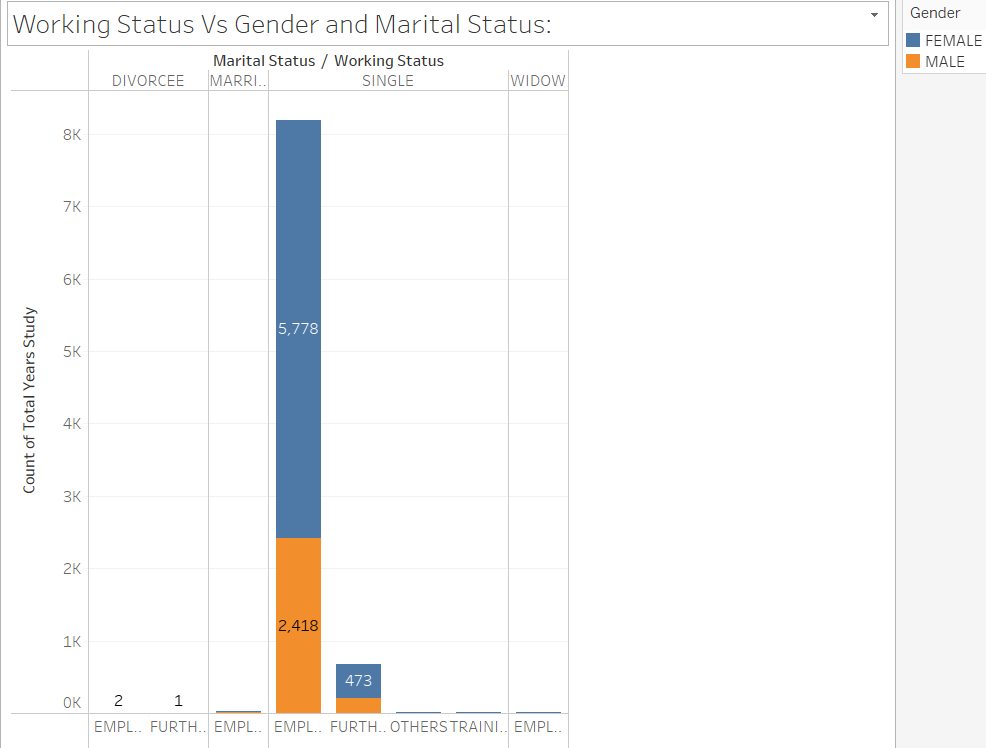 Working Status Vs Gender and Marital Status:
Gender
FEMALE
MALE
Marital Status / Working Status
DIVORCEE MARRI.. SINGLE WIDOW
Count of Total Years Study
8K
7K
6K
5K
4K
3K
2K
1K
0K
5,778
2,418
473
2 1
EMPL.. FURTH.. EMPL.. EMPL.. FURTH.. OTHERS TRAINI.. EMPL..